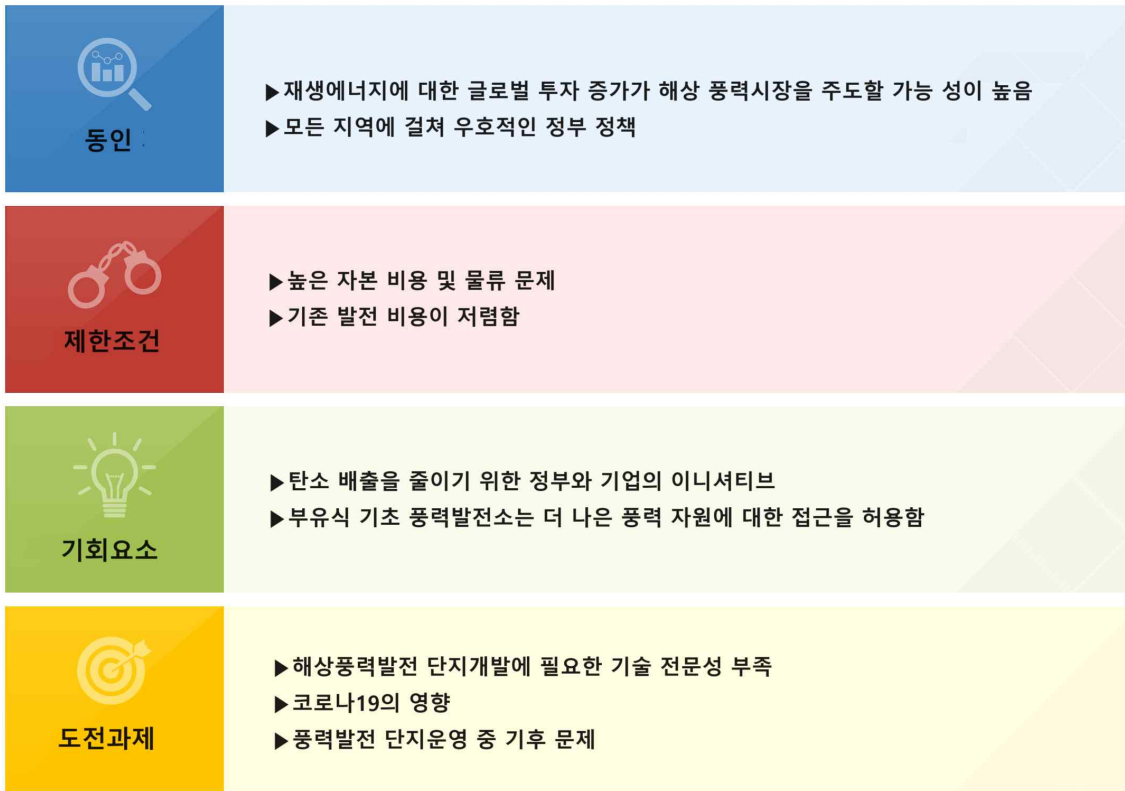 동인
▶재생에너지에 대한 글로벌 투자 증가가 해상 풍력시장을 주도할 가능 성이 높음
▶모든 지역에 걸쳐 우호적인 정부 정책
제한조건
▶높은 자본 비용 및 물류 문제
▶기존 발전 비용이 저렴함
기회요소
▶탄소 배출을 줄이기 위한 정부와 기업의 이니셔티브
▶부유식 기초 풍력발전소는 더 나은 풍력 자원에 대한 접근을 허용함
도전과제
▶해상풍력발전 단지개발에 필요한 기술 전문성 부족
▶코로나19의 영향
▶풍력발전 단지운영 중 기후 문제